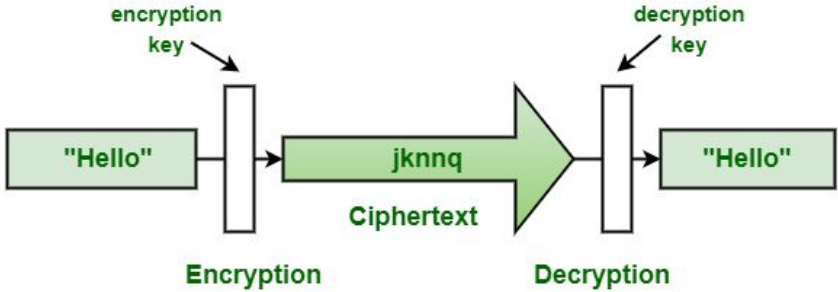 encryption
key
decryption
key
"Hello"
jknnq
"Hello"
Ciphertext
Encryption
Decryption